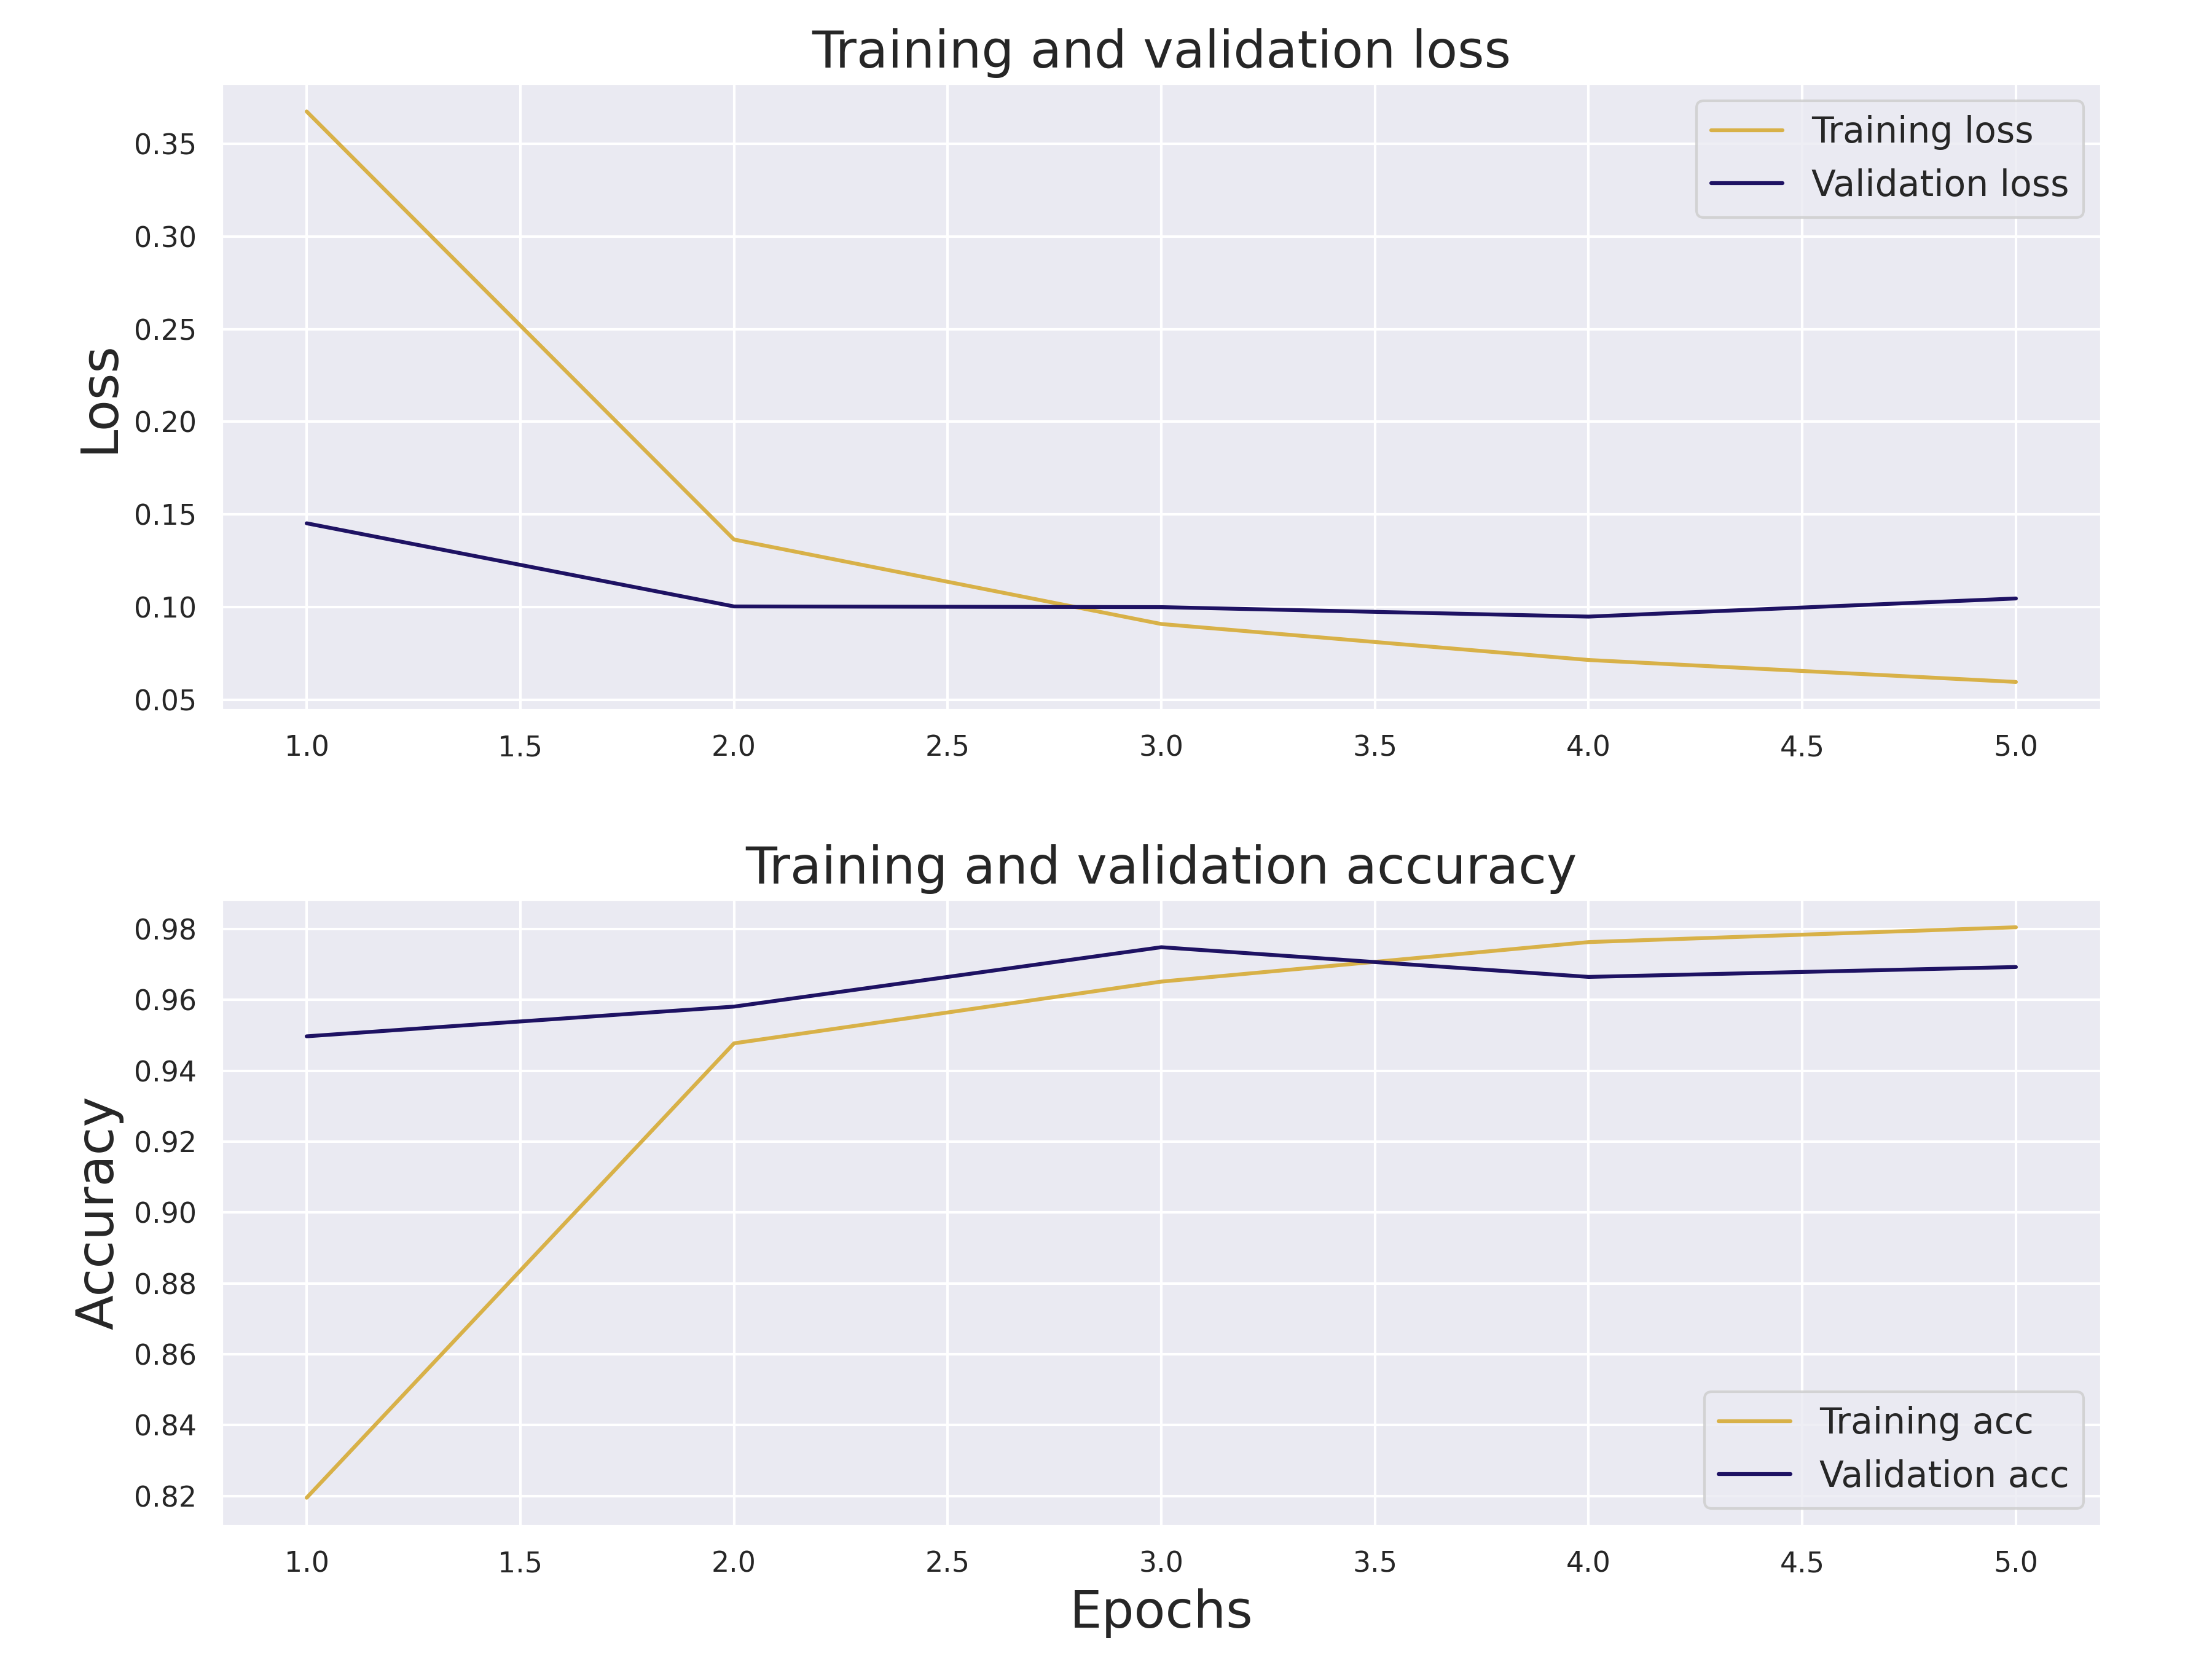 Training and validation loss
Training loss
Validation loss
Loss
0.35
0.30
0.25
0.20
0.15
0.10
0.05
1.0 1.5 2.0 2.5 3.0 3.5 4.0 4.5 5.0
Training and validation accuracy
Accuracy
0.98
0.96
0.94
0.92
0.90
0.88
0.86
0.84
0.82
Training acc
Validation acc
1.0 1.5 2.0 2.5 3.0 3.5 4.0 4.5 5.0
Epochs